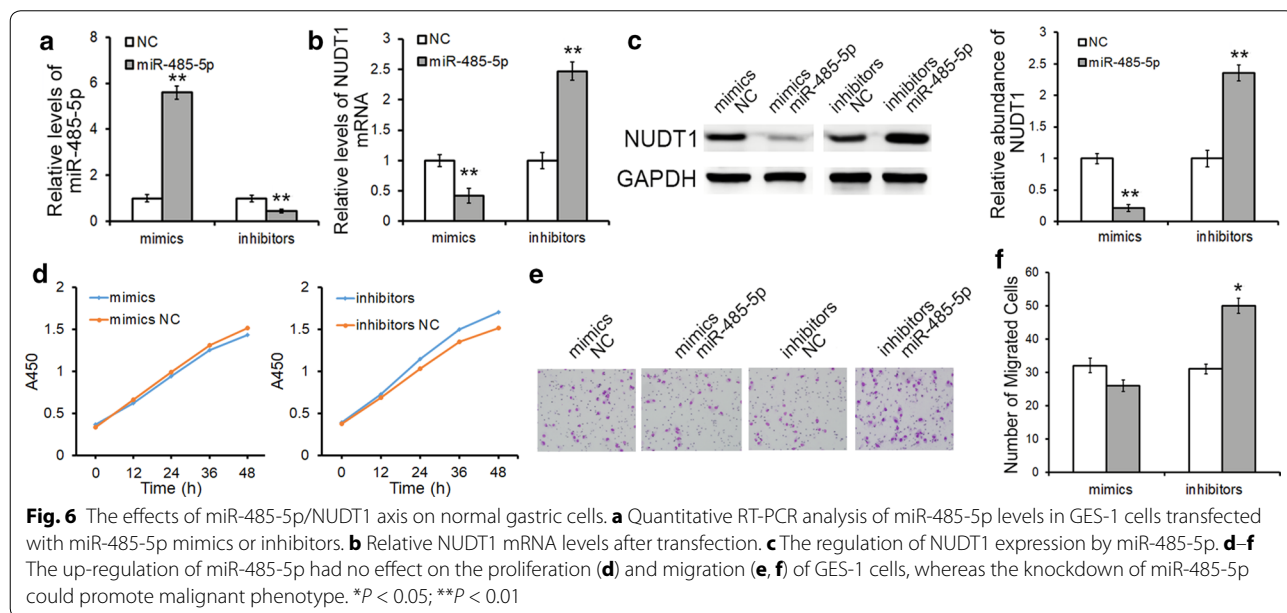 a
NC
miR-485-5p
Relative levels of
miR-485-5p
8
6
4
2
0
**
**
mimics
inhibitors
b
NC
miR-485-5p
Relative levels of NUDT1
mRNA
3
2.5
2
1.5
1
0.5
0
**
**
mimics
inhibitors
c
mimics
NC
mimics
miR-485-5p
inhibitors
NC
inhibitors
miR-485-5p
NUDT1
GAPDH
NC
miR-485-5p
Relative abundance of
NUDT1
3
2.5
2
1.5
1
0.5
0
**
**
mimics
inhibitors
d
mimics
mimics NC
A450
2
1.5
1
0.5
0
0 12 24 36 48
Time (h)
inhibitors
inhibitors NC
A450
2
1.5
1
0.5
0
0 12 24 36 48
Time (h)
e
mimics
NC
mimics
miR-485-5p
inhibitors
NC
inhibitors
miR-485-5p
f
Number of Migrated Cells
60
50
40
30
20
10
0
*
mimics
inhibitors
Fig. 6 The effects of miR-485-5p/NUDT1 axis on normal gastric cells. a Quantitative RT-PCR analysis of miR-485-5p levels in GES-1 cells transfected
with miR-485-5p mimics or inhibitors. b Relative NUDT1 mRNA levels after transfection. c The regulation of NUDT1 expression by miR-485-5p. d–f
The up-regulation of miR-485-5p had no effect on the proliferation (d) and migration (e, f) of GES-1 cells, whereas the knockdown of miR-485-5p
could promote malignant phenotype. *P < 0.05; **P < 0.01